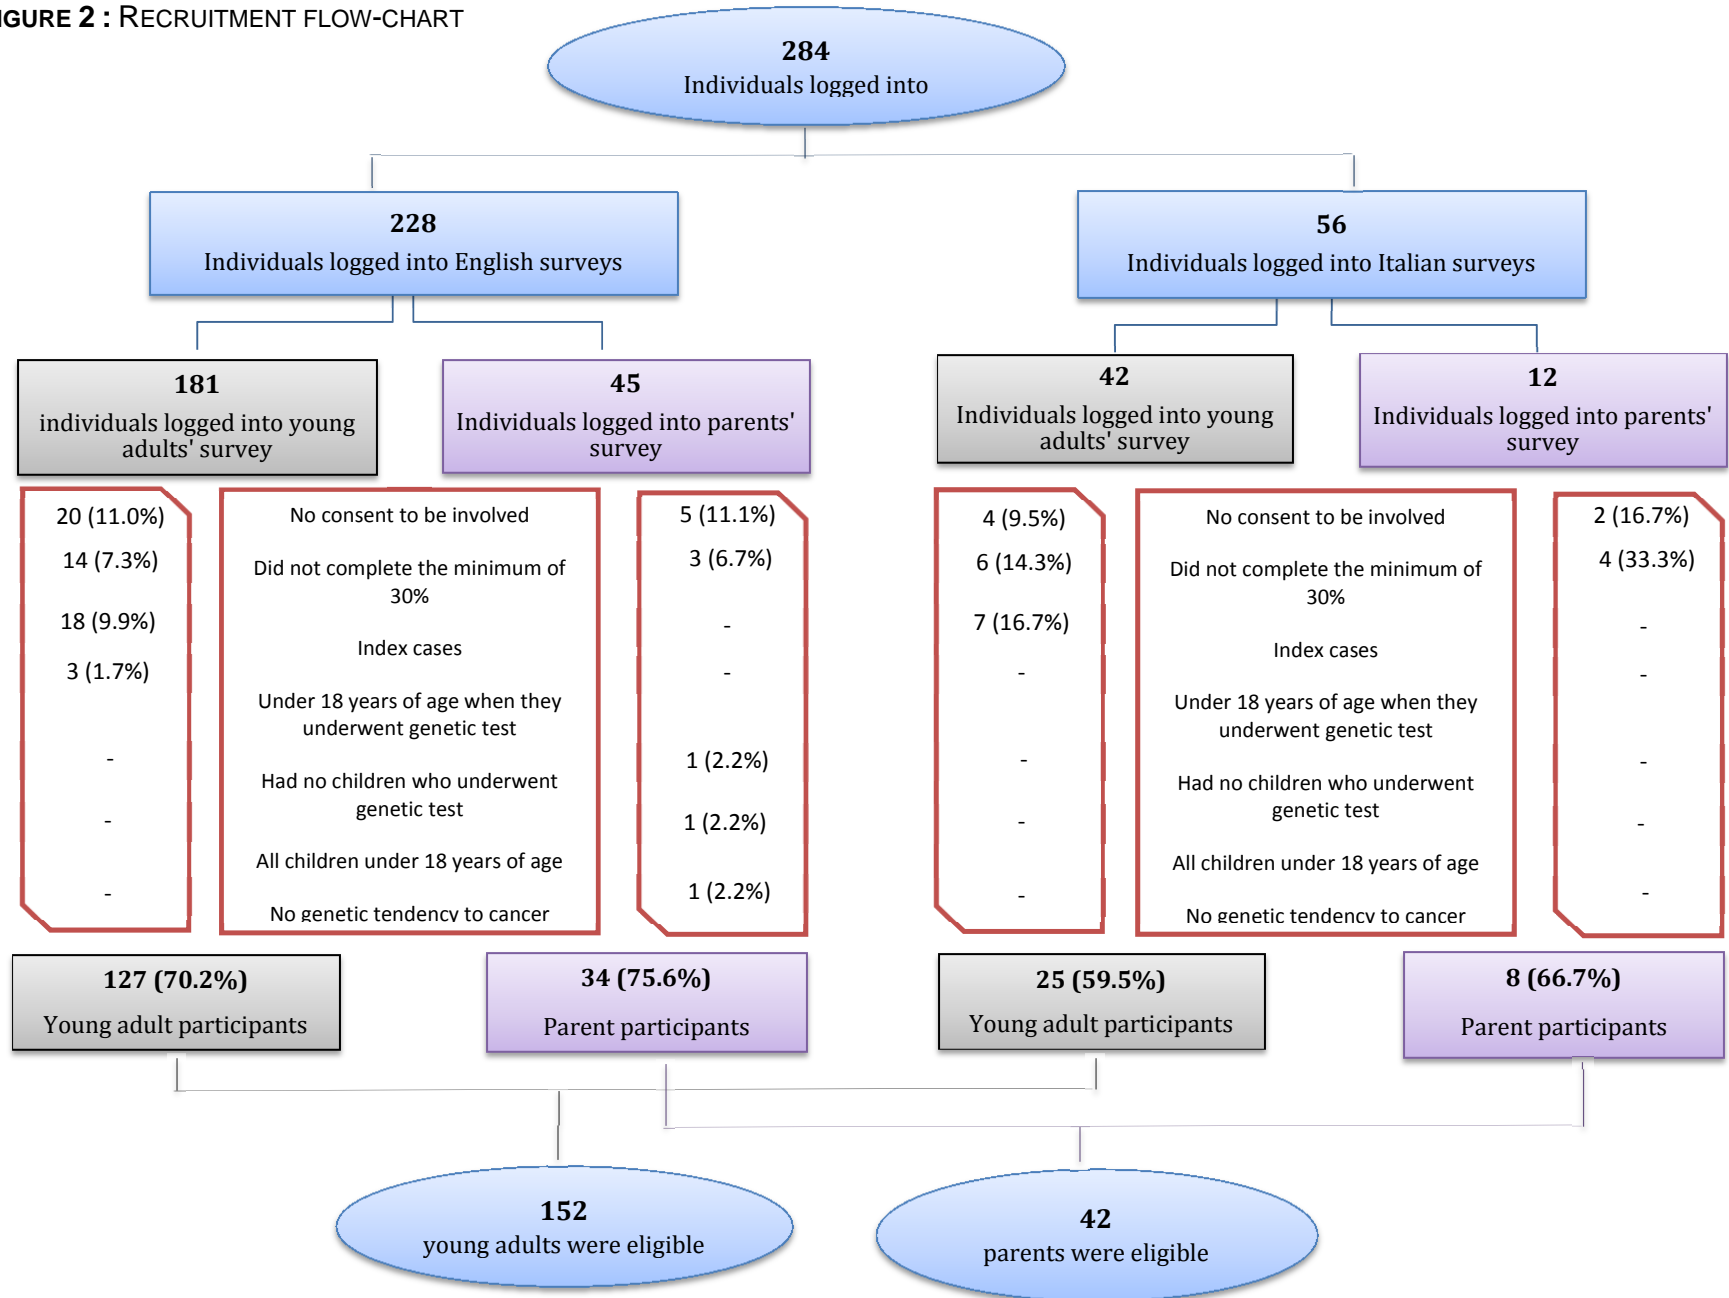 IGURE 2 : RECRUITMENT FLOW-CHART
284
Individuals logged into
228
Individuals logged into English surveys
56
Individuals logged into Italian surveys
181
individuals logged into young
adults' survey
45
Individuals logged into parents'
survey
42
Individuals logged into young
adults' survey
12
Individuals logged into parents'
survey
20 (11.0%)
14 (7.3%)
18 (9.9%)
3 (1.7%)
-
-
-
No consent to be involved
Did not complete the minimum of
30%
Index cases
Under 18 years of age when they
underwent genetic test
Had no children who underwent
genetic test
All children under 18 years of age
No genetic tendency to cancer
5 (11.1%)
3 (6.7%)
-
-
1 (2.2%)
1 (2.2%)
1 (2.2%)
4 (9.5%)
6 (14.3%)
7 (16.7%)
-
-
-
-
No consent to be involved
Did not complete the minimum of
30%
Index cases
Under 18 years of age when they
underwent genetic test
Had no children who underwent
genetic test
All children under 18 years of age
No genetic tendency to cancer
2 (16.7%)
4 (33.3%)
-
-
-
-
-
127 (70.2%)
Young adult participants
34 (75.6%)
Parent participants
25 (59.5%)
Young adult participants
8 (66.7%)
Parent participants
152
young adults were eligible
42
parents were eligible